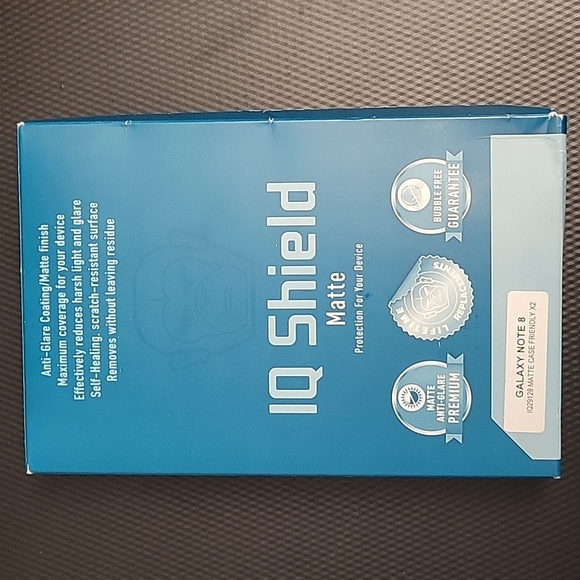 Anti-Glare Coating/Matte finish
Maximum coverage for your device
Effectively reduces harsh light and glare
Self-Healing, scratch-resistant surface
Removes without leaving residue
IQ Shield
Matte
Protection For Your Device
MATTE
ANTI-GLARE
PREMIUM
LIFETIME
REPLACEMENTS
BUBBLE FREE
GUARANTEE
GALAXY NOTE 8
IQ29128 MATTE CASE FRIENDLY X2